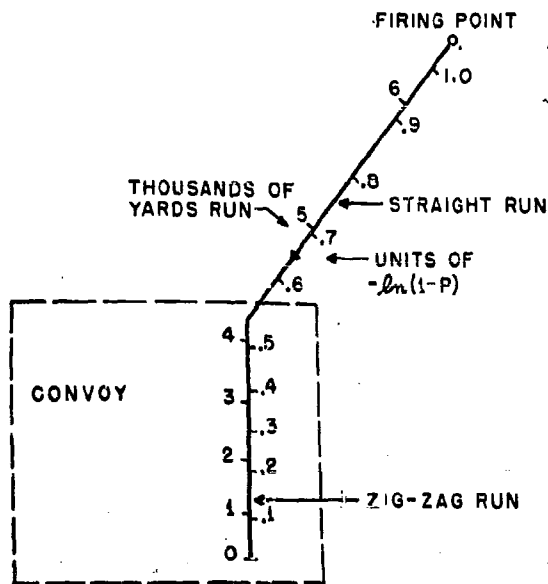 FIRING POINT
1.0
6
.9
.8
THOUSANDS OF
YARDS RUN
5
STRAIGHT RUN
.7
UNITS OF
-ln(1-P)
.6
4
.5
CONVOY
.4
3
.3
2
.2
ZIG-ZAG RUN
1
.1
0